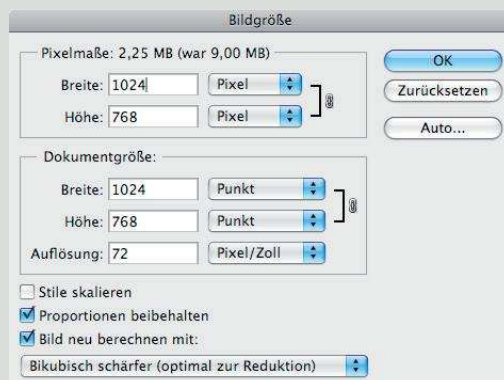 Bildgröße
Pixelmaße: 2,25 MB (war 9,00 MB)
OK
Breite: 1024 Pixel
Zurücksetzen
Höhe: 768 Pixel
Auto...
Dokumentgröße:
Breite: 1024 Punkt
Höhe: 768 Punkt
Auflösung: 72 Pixel/Zoll
Stile skalieren
Proportionen beibehalten
Bild neu berechnen mit:
Bikubisch schärfer (optimal zur Reduktion)